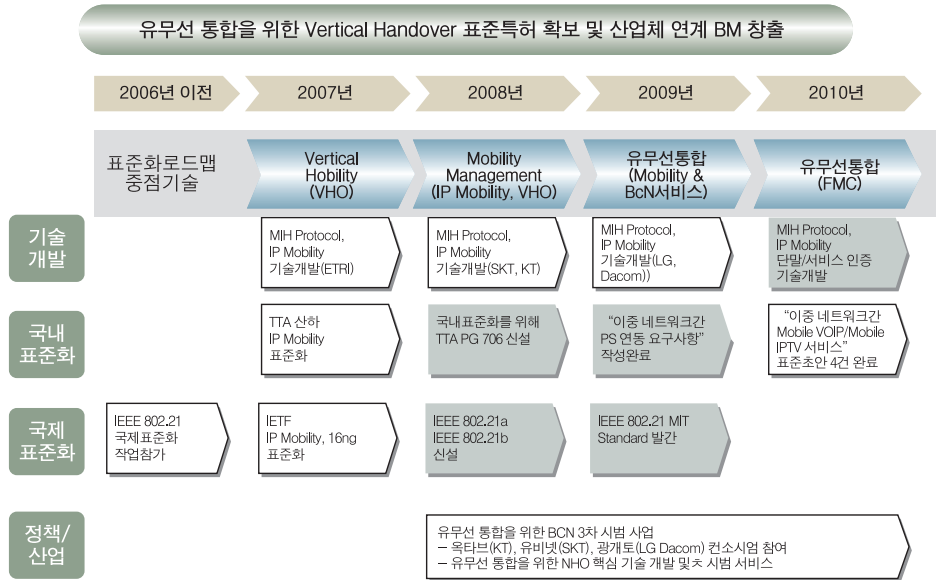 유무선 통합을 위한 Vertical Handover 표준특허 확보 및 산업체 연계 BM 창출
2006년 이전
2007년
2008년
2009년
2010년
표준화로드맵
중점기술
Vertical
Hobility
(VHO)
Mobility
Management
(IP Mobility, VHO)
유무선통합
(Mobility &
BcN서비스)
유무선통합
(FMC)
기술
개발
MIH Protocol,
IP Mobility
기술개발(ETRI)
MIH Protocol,
IP Mobility
기술개발(SKT, KT)
MIH Protocol,
IP Mobility
기술개발(LG,
Dacom))
MIH Protocol,
IP Mobility
단말/서비스 인증
기술개발
국내
표준화
TTA 산하
IP Mobility
표준화
국내표준화를 위해
TTA PG 706 신설
“이중 네트워크간
PS 연동 요구사항”
작성완료
“이중 네트워크간
Mobile VOIP/Mobile
IPTV 서비스”
표준초안 4건 완료
국제
표준화
IEEE 802.21
국제표준화
작업참가
IETF
IP Mobility, 16ng
표준화
IEEE 802.21a
IEEE 802.21b
신설
IEEE 802.21 MIT
Standard 발간
정책/
산업
유무선 통합을 위한 BCN 3차 시범 사업
– 옥타브(KT), 유비넷(SKT), 광개토(LG Dacom) 컨소시엄 참여
– 유무선 통합을 위한 NHO 핵심 기술 개발 및ㅊ 시범 서비스